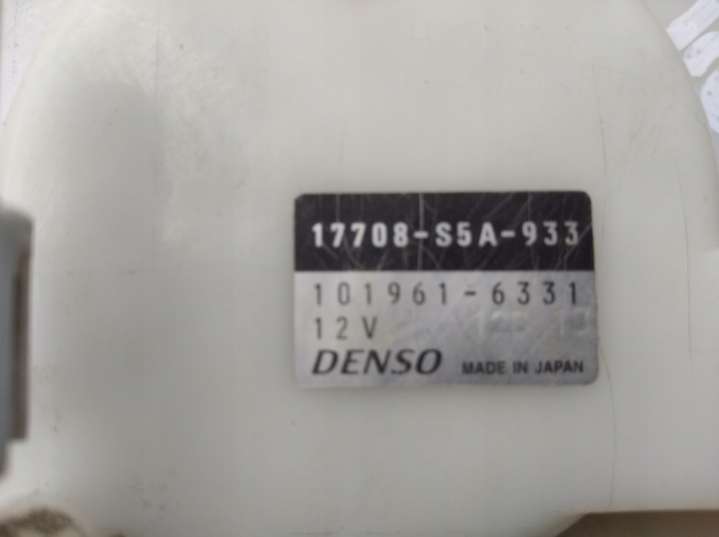 17708-S5A-933
101961-6331
12V
DENSO MADE IN JAPAN